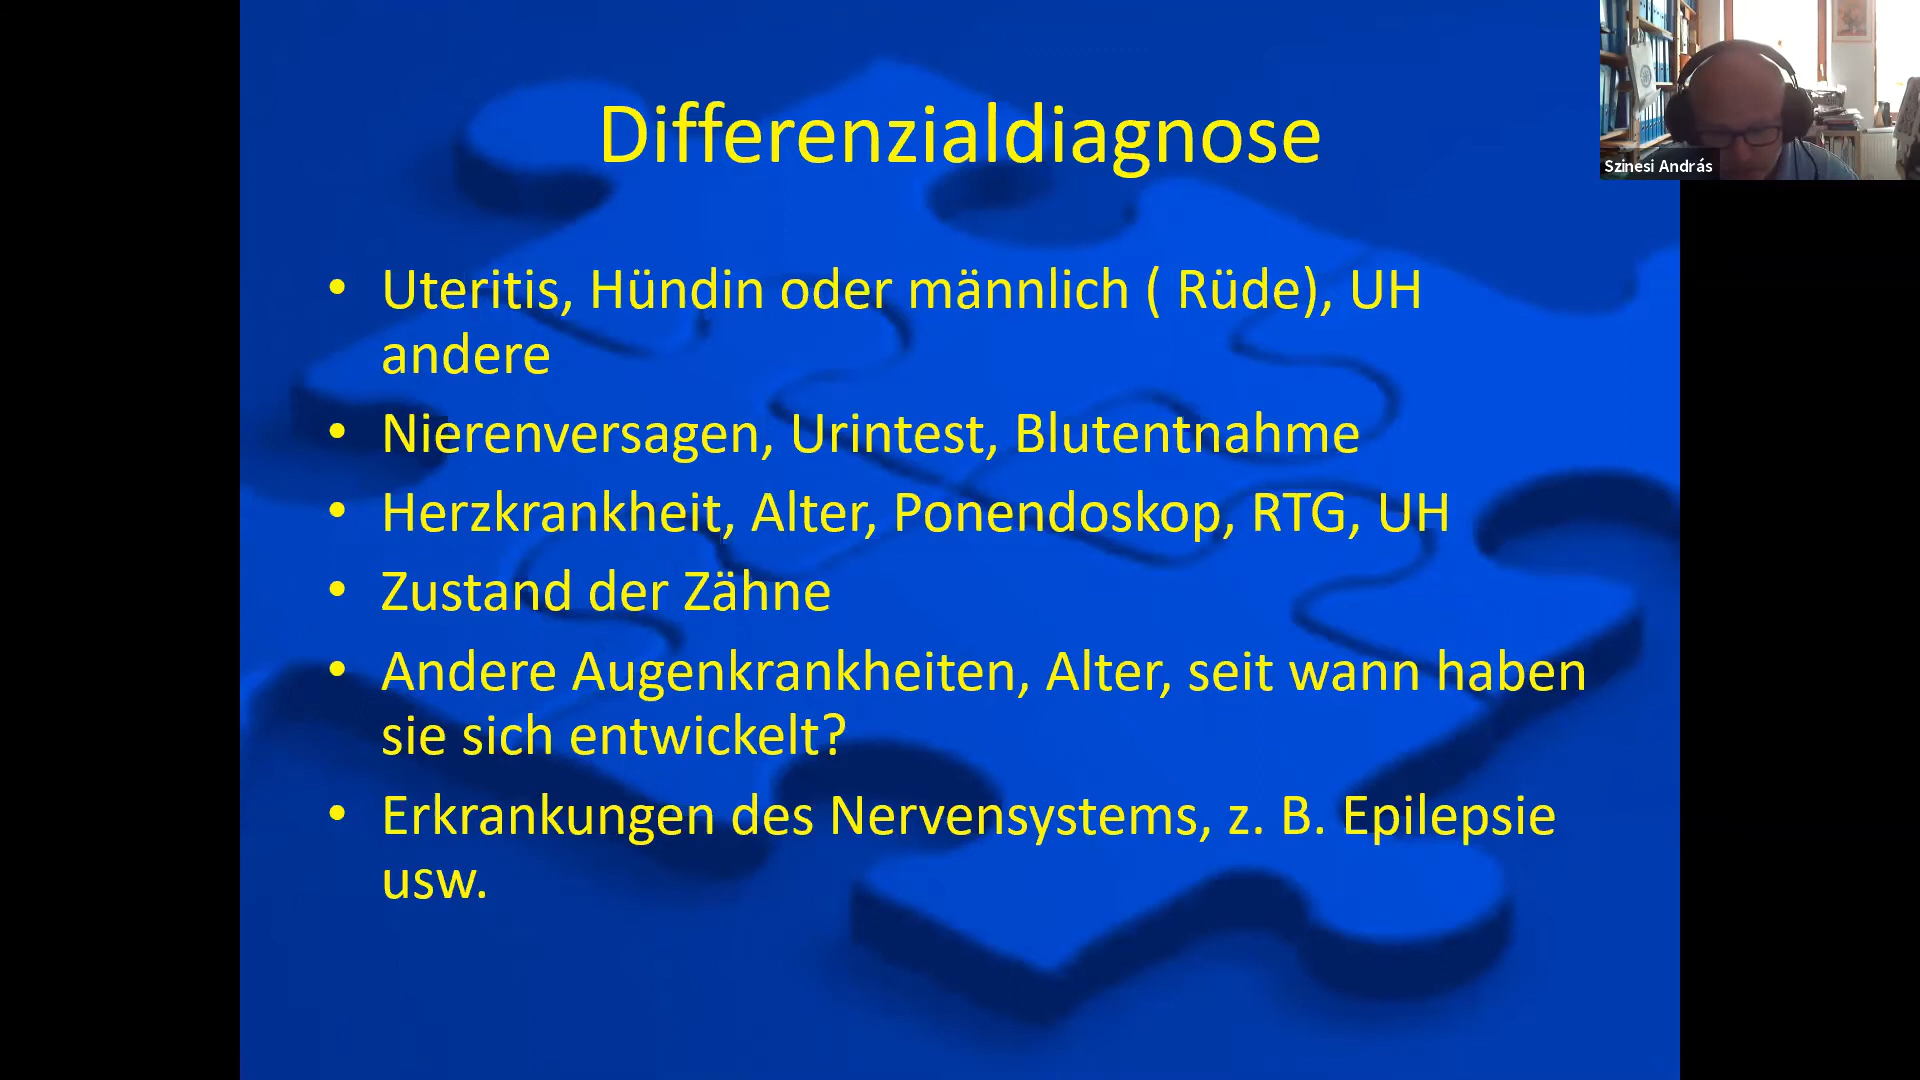 Differenzialdiagnose
• Uteritis, Hündin oder männlich ( Rüde), UH
andere
• Nierenversagen, Urintest, Blutentnahme
• Herzkrankheit, Alter, Ponendoskop, RTG, UH
• Zustand der Zähne
• Andere Augenkrankheiten, Alter, seit wann haben
sie sich entwickelt?
• Erkrankungen des Nervensystems, z. B. Epilepsie
usw.
Szinesi András